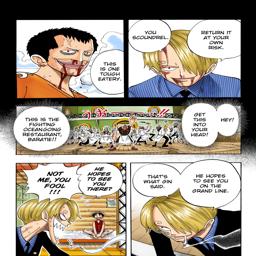 YOU
SCOUNDREL.
RETURN IT
AT YOUR
OWN
RISK.
THIS IS
ONE
TOUGH
EATERY!
HEY!
GET
THIS
INTO
YOUR
HEAD!
THIS IS THE
FIGHTING
OCEANGOING
RESTAURANT,
BARATIE!!
HE HOPES
TO SEE YOU
ON THE
GRAND LINE.
THAT'S
WHAT GIN
SAID.
HE
HOPES
TO SEE
YOU
THERE?
NOT
ME, YOU
FOOL
!!!